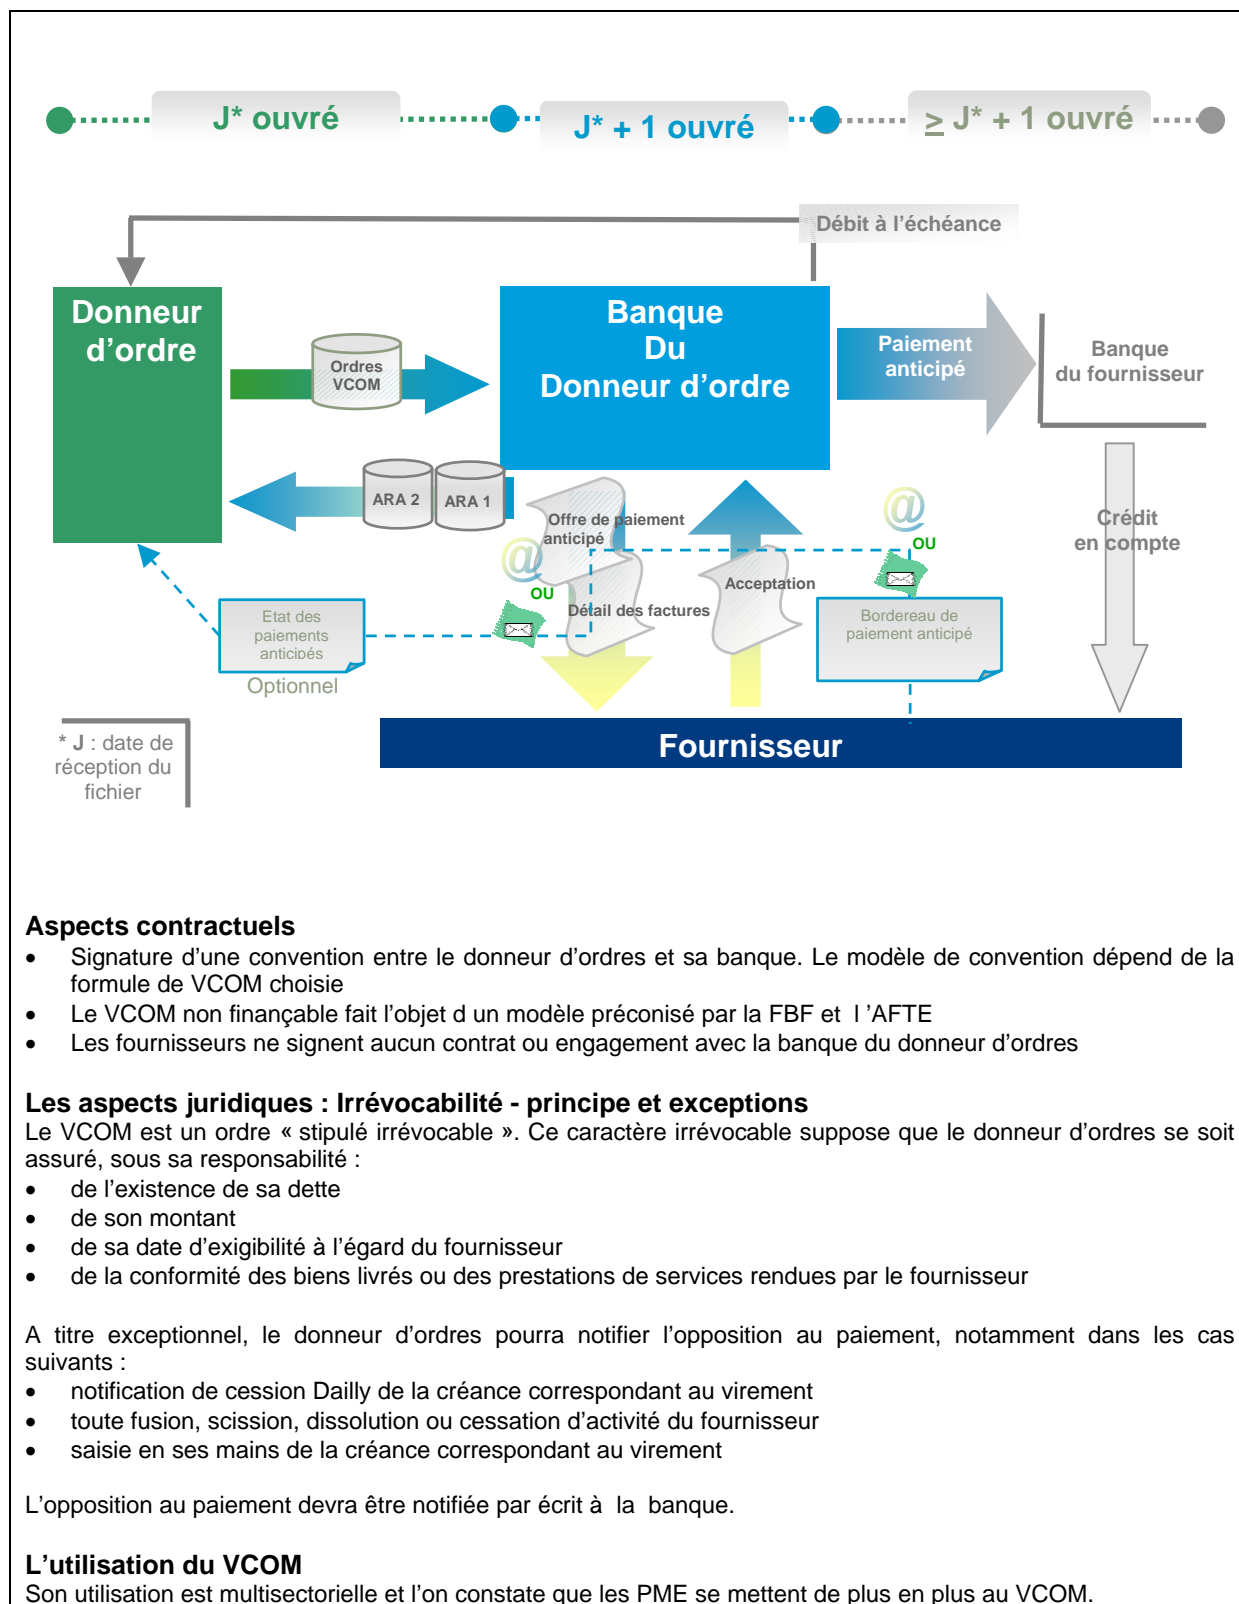 J* ouvré
J* + 1 ouvré
≥ J* + 1 ouvré
Débit à l’échéance
Donneur
d’ordre
Ordres
VCOM
Banque
Du
Donneur d’ordre
Paiement
anticipé
Banque
du fournisseur
ARA 2
ARA 1
Offre de paiement
anticipé
@
OU
Détail des factures
Acceptation
@
OU
Crédit
en compte
Etat des
paiements
anticipés
Optionnel
Bordereau de
paiement anticipé
Fournisseur
* J : date de
réception du
fichier
Aspects contractuels
• Signature d’une convention entre le donneur d’ordres et sa banque. Le modèle de convention dépend de la
formule de VCOM choisie
• Le VCOM non finançable fait l’objet d un modèle préconisé par la FBF et l ’AFTE
• Les fournisseurs ne signent aucun contrat ou engagement avec la banque du donneur d’ordres
Les aspects juridiques : Irrévocabilité - principe et exceptions
Le VCOM est un ordre « stipulé irrévocable ». Ce caractère irrévocable suppose que le donneur d’ordres se soit
assuré, sous sa responsabilité :
• de l’existence de sa dette
• de son montant
• de sa date d’exigibilité à l’égard du fournisseur
• de la conformité des biens livrés ou des prestations de services rendues par le fournisseur
A titre exceptionnel, le donneur d’ordres pourra notifier l’opposition au paiement, notamment dans les cas
suivants :
• notification de cession Dailly de la créance correspondant au virement
• toute fusion, scission, dissolution ou cessation d’activité du fournisseur
• saisie en ses mains de la créance correspondant au virement
L’opposition au paiement devra être notifiée par écrit à la banque.
L’utilisation du VCOM
Son utilisation est multisectorielle et l’on constate que les PME se mettent de plus en plus au VCOM.